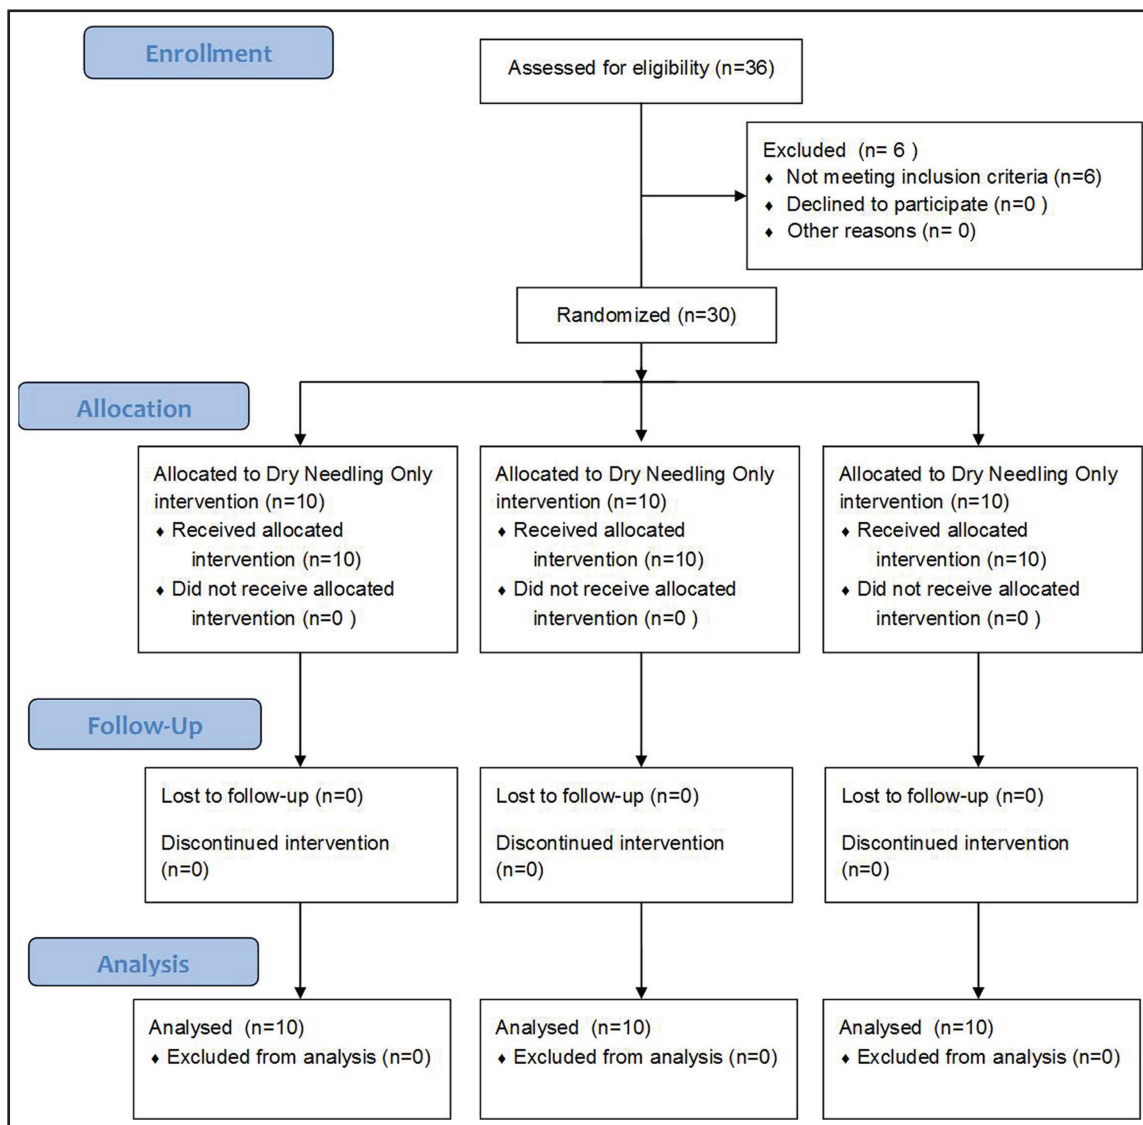 Enrollment
Assessed for eligibility (n=36)
Excluded (n= 6 )
♦ Not meeting inclusion criteria (n=6)
♦ Declined to participate (n=0 )
♦ Other reasons (n= 0)
Randomized (n=30)
Allocation
Allocated to Dry Needling Only
intervention (n=10)
♦ Received allocated
intervention (n=10)
♦ Did not receive allocated
intervention (n=0 )
Allocated to Dry Needling Only
intervention (n=10)
♦ Received allocated
intervention (n=10)
♦ Did not receive allocated
intervention (n=0 )
Allocated to Dry Needling Only
intervention (n=10)
♦ Received allocated
intervention (n=10)
♦ Did not receive allocated
intervention (n=0 )
Follow-Up
Lost to follow-up (n=0)
Discontinued intervention
(n=0)
Lost to follow-up (n=0)
Discontinued intervention
(n=0)
Lost to follow-up (n=0)
Discontinued intervention
(n=0)
Analysis
Analysed (n=10)
♦ Excluded from analysis (n=0)
Analysed (n=10)
♦ Excluded from analysis (n=0)
Analysed (n=10)
♦ Excluded from analysis (n=0)